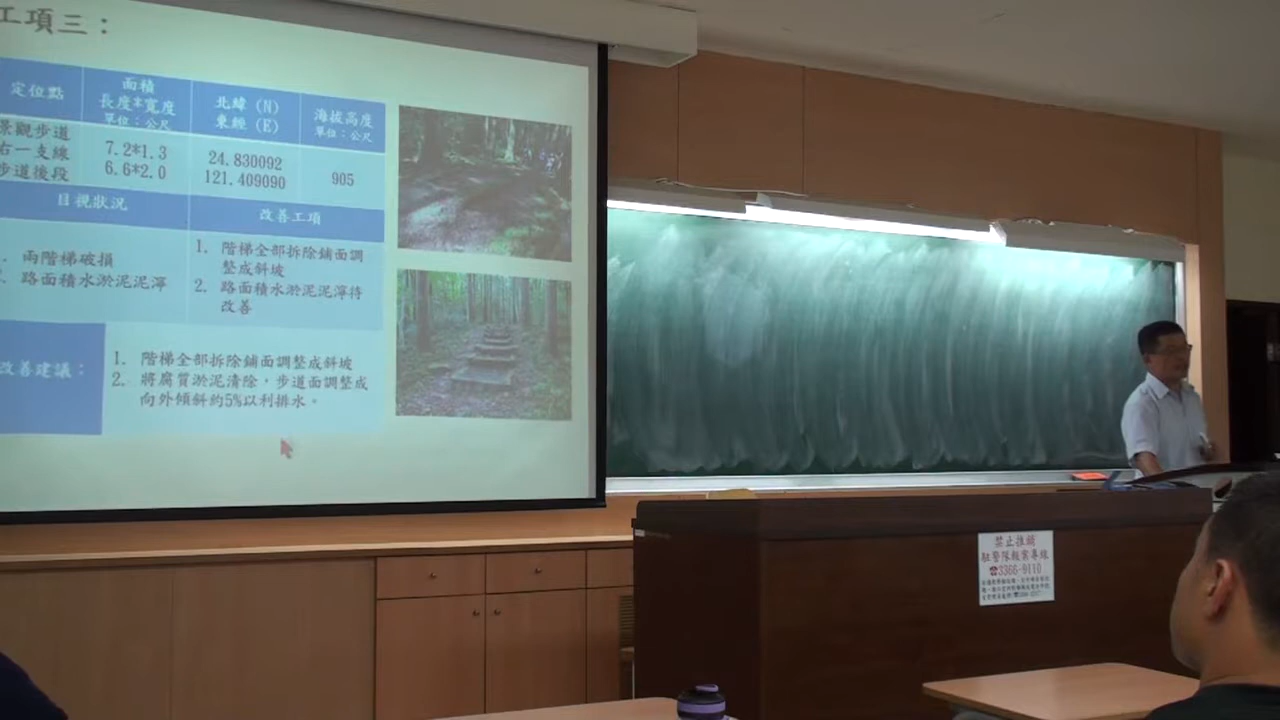 工項三：
定位點
面積
長度*寬度
單位：公尺
北緯 (N)
東經 (E)
海拔高度
單位：公尺
景觀步道
右一支線
步道後段
7.2*1.3
6.6*2.0
24.830092
121.409090
905
目視狀況
改善工項
兩階梯破損
路面積水淤泥泥濘
1. 階梯全部拆除鋪面調
整成斜坡
2. 路面積水淤泥泥濘待
改善
改善建議：
1. 階梯全部拆除鋪面調整成斜坡
2. 將腐質淤泥清除，步道面調整成
向外傾斜約5%以利排水。
禁止推銷
駐警隊報案專線
☎3366-9110